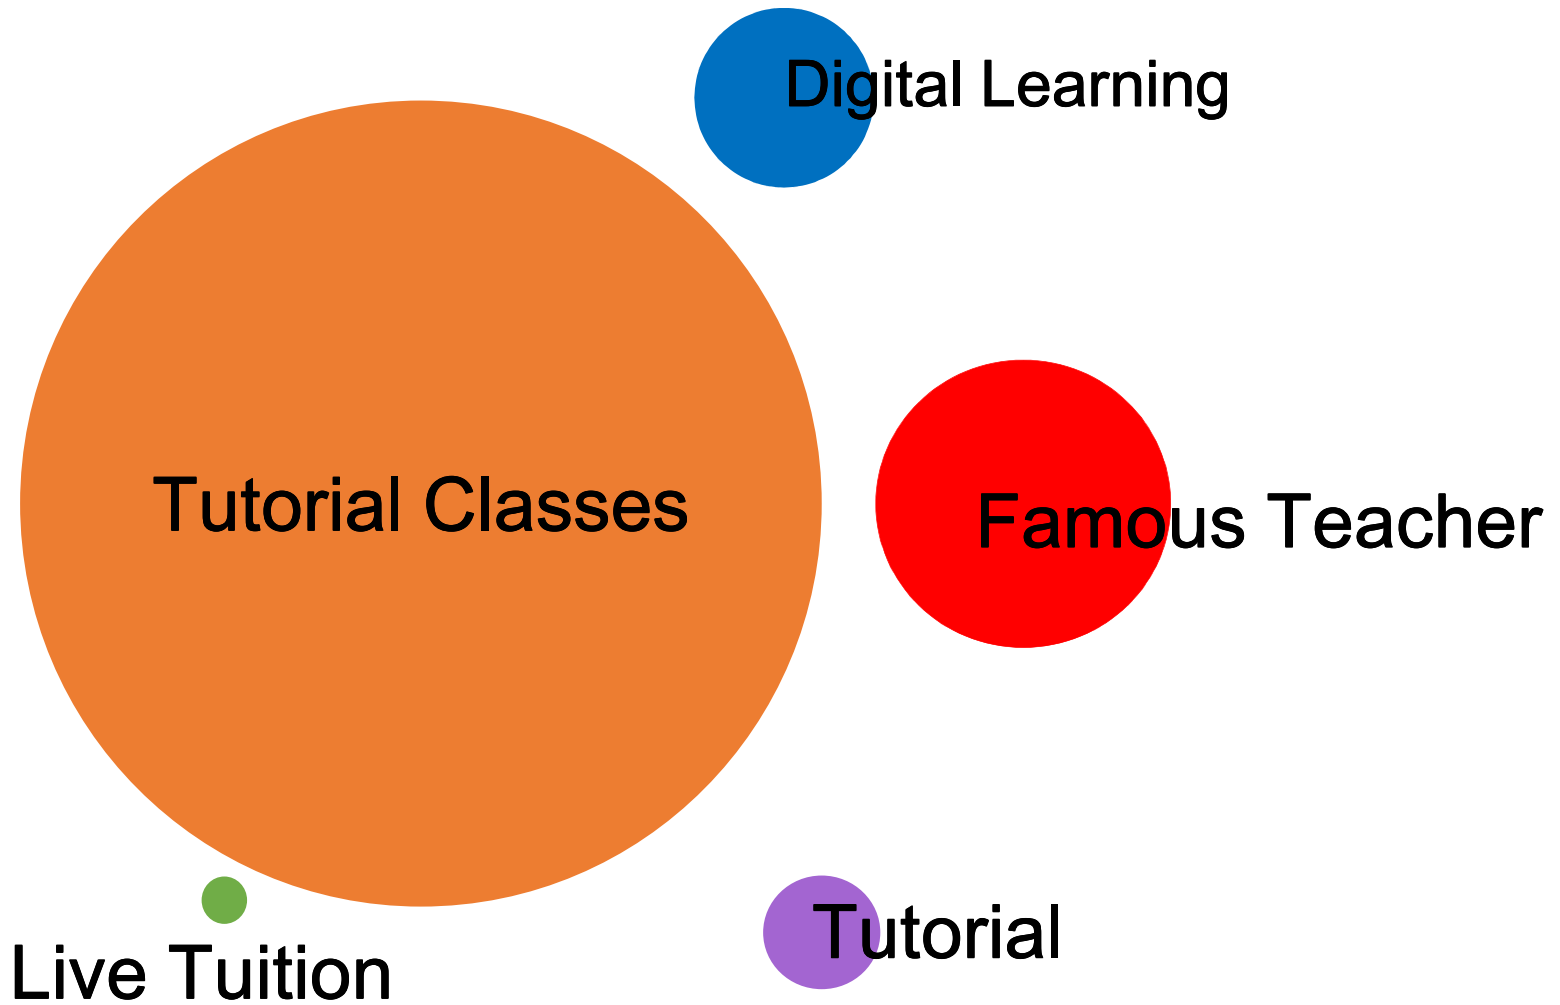 Digital Learning
Tutorial Classes
Famous Teacher
Tutorial
Live Tuition